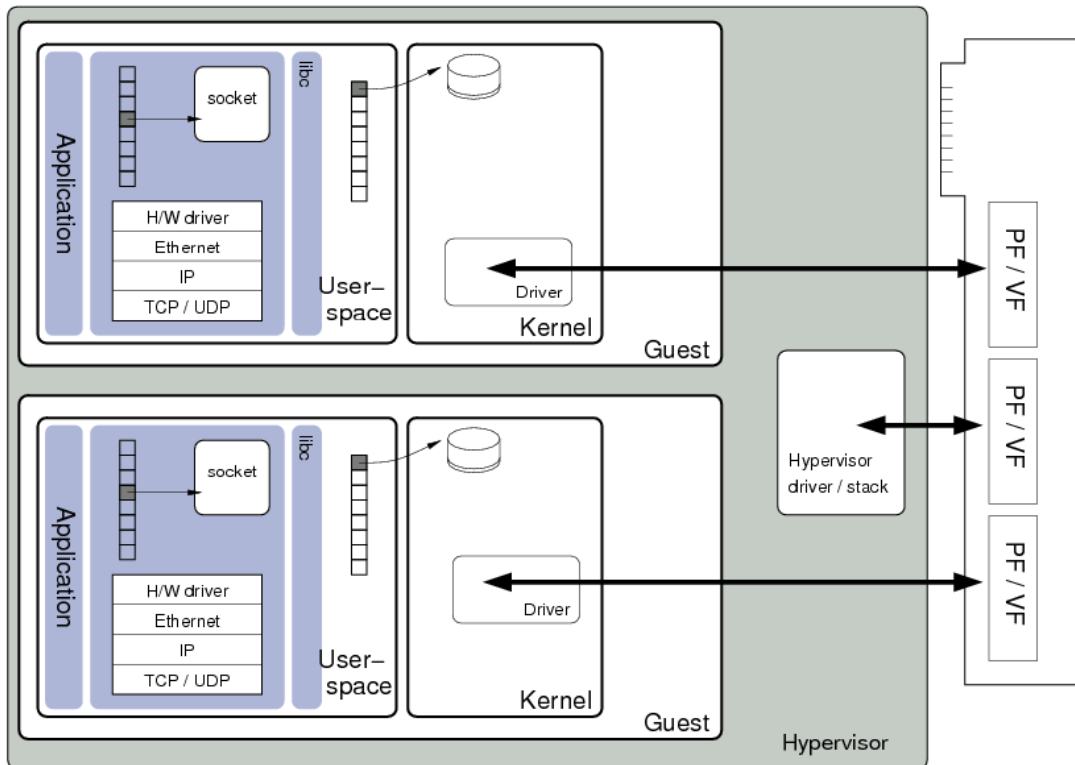 Application
socket
libc
H/W driver
Ethernet
IP
TCP / UDP
User–
space
Driver
Kernel
Guest
PF / VF
Hypervisor
driver / stack
PF / VF
Application
socket
libc
H/W driver
Ethernet
IP
TCP / UDP
User–
space
Driver
Kernel
Guest
PF / VF
Hypervisor